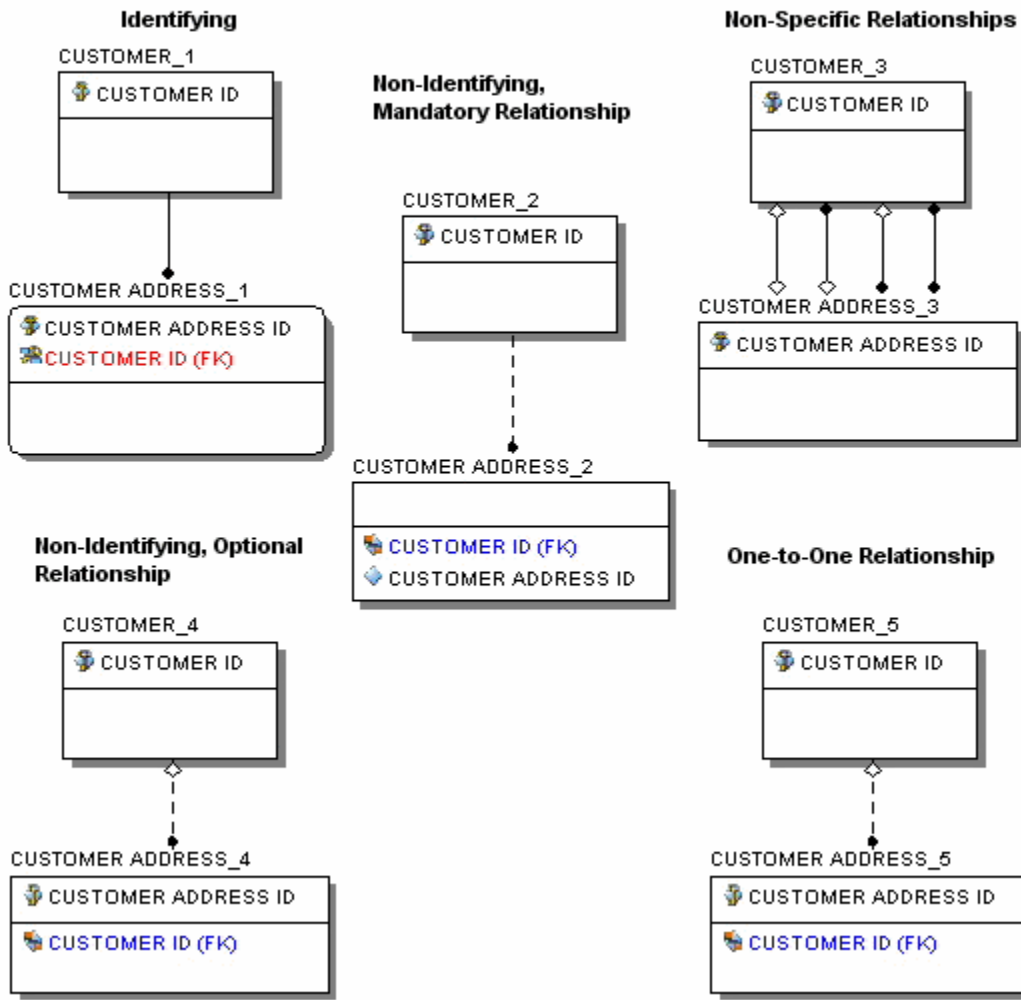 Identifying
CUSTOMER_1
CUSTOMER ID
CUSTOMER ADDRESS_1
CUSTOMER ADDRESS ID
CUSTOMER ID (FK)
Non-Identifying,
Mandatory Relationship
CUSTOMER_2
CUSTOMER ID
CUSTOMER ADDRESS_2
CUSTOMER ID (FK)
CUSTOMER ADDRESS ID
Non-Specific Relationships
CUSTOMER_3
CUSTOMER ID
CUSTOMER ADDRESS_3
CUSTOMER ADDRESS ID
Non-Identifying, Optional
Relationship
CUSTOMER_4
CUSTOMER ID
CUSTOMER ADDRESS_4
CUSTOMER ADDRESS ID
CUSTOMER ID (FK)
One-to-One Relationship
CUSTOMER_5
CUSTOMER ID
CUSTOMER ADDRESS_5
CUSTOMER ADDRESS ID
CUSTOMER ID (FK)